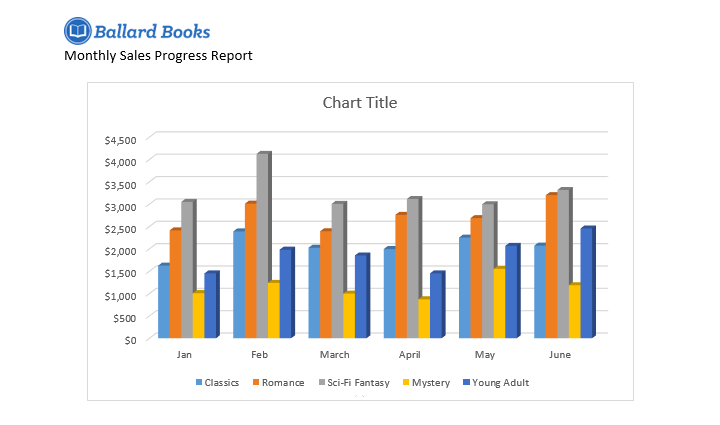 Ballard Books
Monthly Sales Progress Report
Chart Title
$4,500
$4,000
$3,500
$3,000
$2,500
$2,000
$1,500
$1,000
$500
$0
Jan Feb March April May June
Classics Romance Sci-Fi Fantasy Mystery Young Adult